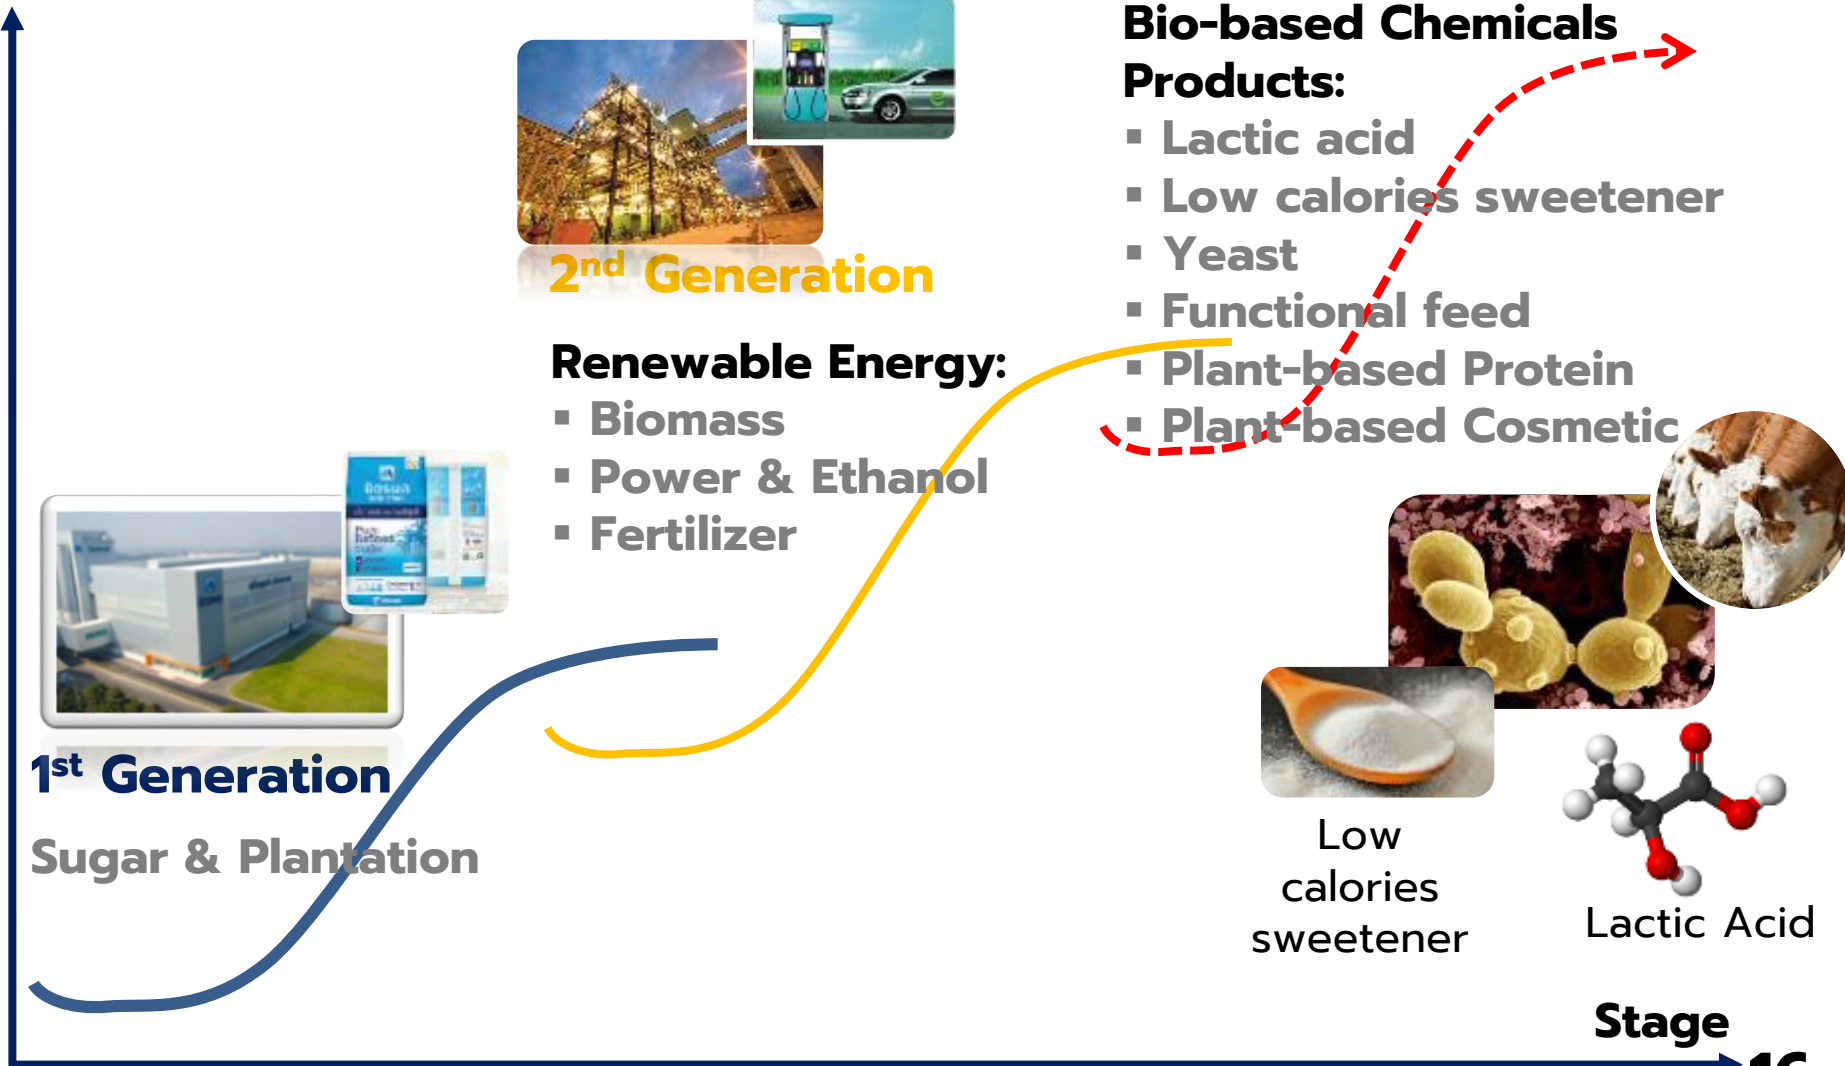 Bio-based Chemicals
Products:
▪ Lactic acid
▪ Low calories sweetener
▪ Yeast
▪ Functional feed
▪ Plant-based Protein
▪ Plant-based Cosmetic
2nd Generation
Renewable Energy:
▪ Biomass
▪ Power & Ethanol
▪ Fertilizer
1st Generation
Sugar & Plantation
Low
calories
sweetener
Lactic Acid
Stage